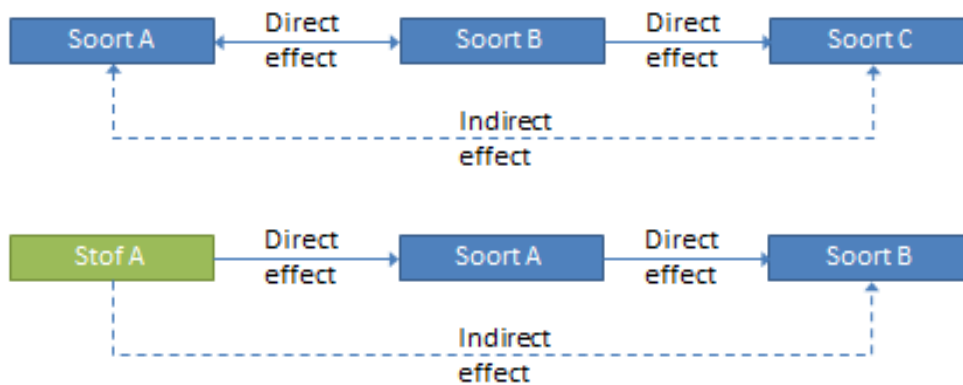 Soort A
Direct
effect
Soort B
Direct
effect
Soort C
Indirect
effect
Stof A
Direct
effect
Soort A
Direct
effect
Soort B
Indirect
effect